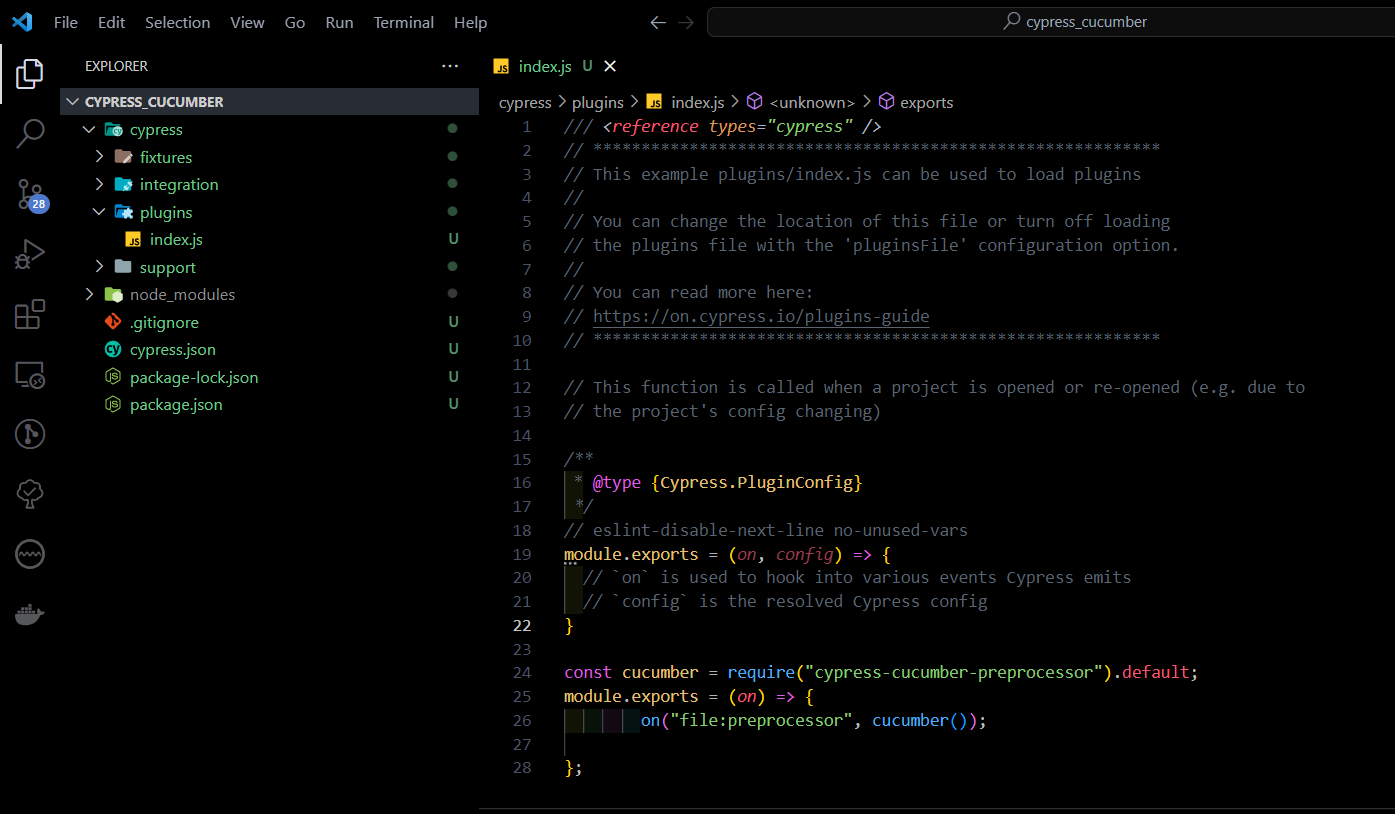 File Edit Selection View Go Run Terminal Help
cypress_cucumber
EXPLORER
CYPRESS_CUCUMBER
cypress
fixtures
integration
plugins
JS index.js U
support
node_modules
.gitignore U
cy cypress.json U
JS package-lock.json U
JS package.json U
28
JS index.js U
cypress > plugins > JS index.js > <unknown> > exports
1 /// <reference types="cypress" />
2 // ***********************************************************
3 // This example plugins/index.js can be used to load plugins
4 //
5 // You can change the location of this file or turn off loading
6 // the plugins file with the 'pluginsFile' configuration option.
7 //
8 // You can read more here:
9 // https://on.cypress.io/plugins-guide
10 // ***********************************************************
11
12 // This function is called when a project is opened or re-opened (e.g. due to
13 // the project's config changing)
14
15 /**
16 * @type {Cypress.PluginConfig}
17 */
18 // eslint-disable-next-line no-unused-vars
19 module.exports = (on, config) => {
20 // `on` is used to hook into various events Cypress emits
21 // `config` is the resolved Cypress config
22 }
23
24 const cucumber = require("cypress-cucumber-preprocessor").default;
25 module.exports = (on) => {
26 on("file:preprocessor", cucumber());
27
28 };